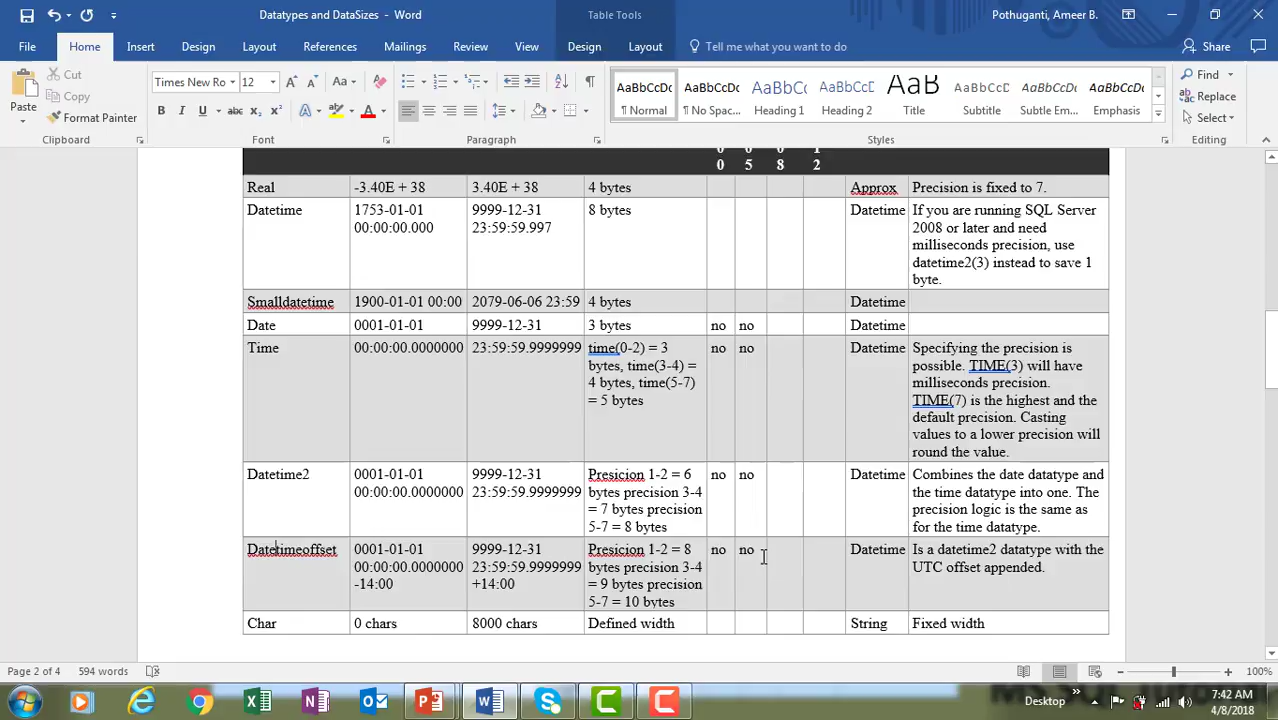 Datatypes and DataSizes - Word
Table Tools
Pothuganti, Ameer B.
File Home Insert Design Layout References Mailings Review View Design Layout Tell me what you want to do Share
Paste
Cut
Copy
Format Painter
Clipboard
Times New Ro 12
Font
Paragraph
AaBbCcDc AaBbCcDc AaBbCc AaBbCcD AaB AaBbCcD AaBbCcDc AaBbCcDc
¶ Normal ¶ No Spac... Heading 1 Heading 2 Title Subtitle Subtle Em... Emphasis
Styles
Find
Replace
Select
Editing
0 0 0 1
0 5 8 2
Real -3.40E + 38 3.40E + 38 4 bytes Approx Precision is fixed to 7.
Datetime 1753-01-01 9999-12-31 8 bytes Datetime If you are running SQL Server
00:00:00.000 23:59:59.997 2008 or later and need
milliseconds precision, use
datetime2(3) instead to save 1
byte.
Smalldatetime 1900-01-01 00:00 2079-06-06 23:59 4 bytes Datetime
Date 0001-01-01 9999-12-31 3 bytes no no Datetime
Time 00:00:00.0000000 23:59:59.9999999 time(0-2) = 3 no no Datetime Specifying the precision is
bytes, time(3-4) = possible. TIME(3) will have
4 bytes, time(5-7) milliseconds precision.
= 5 bytes TIME(7) is the highest and the
default precision. Casting
values to a lower precision will
round the value.
Datetime2 0001-01-01 9999-12-31 Presicion 1-2 = 6 no no Datetime Combines the date datatype and
00:00:00.0000000 23:59:59.9999999 bytes precision 3-4 the time datatype into one. The
= 7 bytes precision precision logic is the same as
5-7 = 8 bytes for the time datatype.
Datetimeoffset 0001-01-01 9999-12-31 Presicion 1-2 = 8 no no Datetime Is a datetime2 datatype with the
00:00:00.0000000 23:59:59.9999999 bytes precision 3-4 UTC offset appended.
-14:00 +14:00 = 9 bytes precision
5-7 = 10 bytes
Char 0 chars 8000 chars Defined width String Fixed width
Page 2 of 4 594 words 100%
Desktop
7:42 AM
4/8/2018